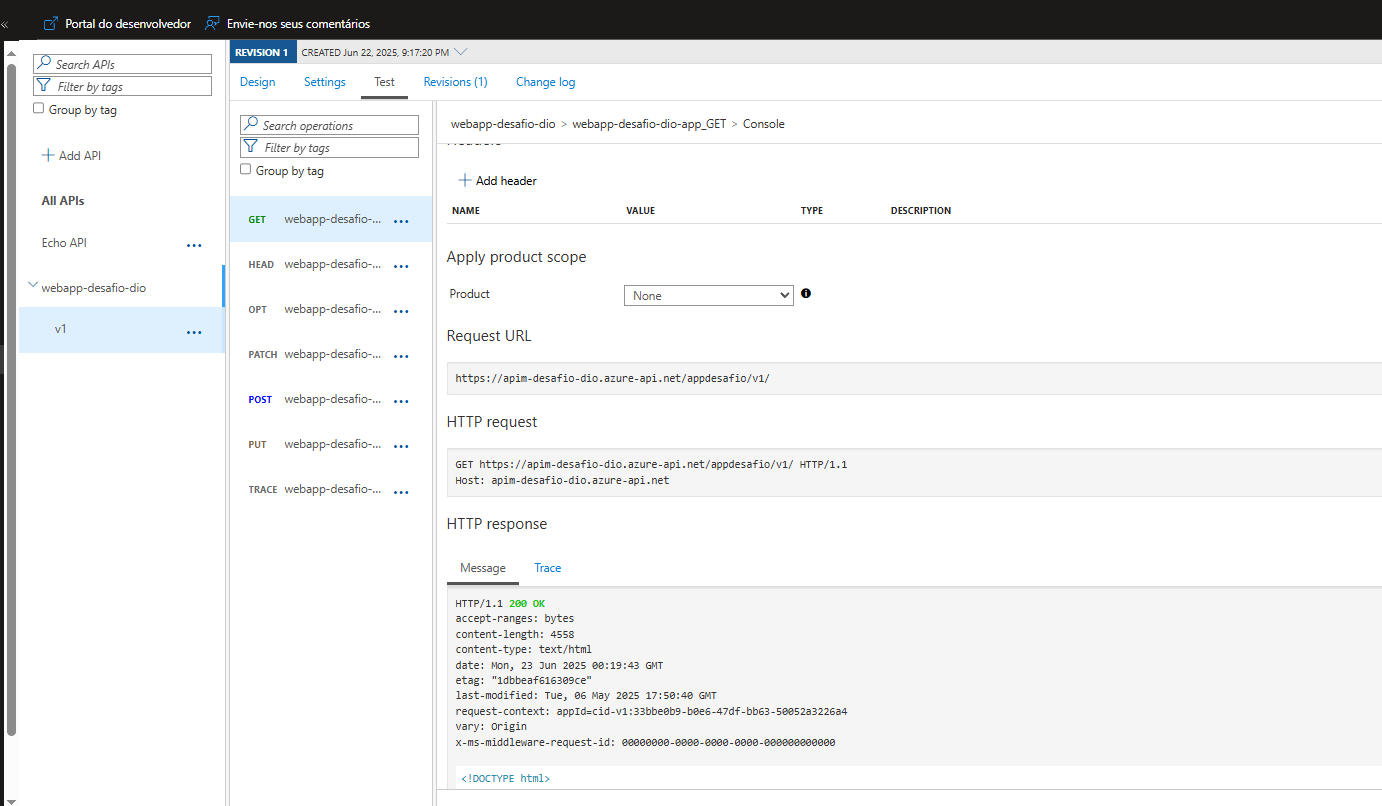 «
Portal do desenvolvedor
Envie-nos seus comentários
Search APIs
Filter by tags
Group by tag
Add API
All APIs
Echo API ...
webapp-desafio-dio
v1 ...
REVISION 1 CREATED Jun 22, 2025, 9:17:20 PM
Design Settings Test Revisions (1) Change log
Search operations
Filter by tags
Group by tag
GET webapp-desafio-... ...
HEAD webapp-desafio-... ...
OPT webapp-desafio-... ...
PATCH webapp-desafio-... ...
POST webapp-desafio-... ...
PUT webapp-desafio-... ...
TRACE webapp-desafio-... ...
webapp-desafio-dio > webapp-desafio-dio-app_GET > Console
Headers
Add header
NAME VALUE TYPE DESCRIPTION
Apply product scope
Product None
Request URL
https://apim-desafio-dio.azure-api.net/appdesafio/v1/
HTTP request
GET https://apim-desafio-dio.azure-api.net/appdesafio/v1/ HTTP/1.1
Host: apim-desafio-dio.azure-api.net
HTTP response
Message Trace
HTTP/1.1 200 OK
accept-ranges: bytes
content-length: 4558
content-type: text/html
date: Mon, 23 Jun 2025 00:19:43 GMT
etag: "1dbbeaf616309ce"
last-modified: Tue, 06 May 2025 17:50:40 GMT
request-context: appId=cid-v1:33bbe0b9-b0e6-47df-bb63-50052a3226a4
vary: Origin
x-ms-middleware-request-id: 00000000-0000-0000-0000-000000000000
<!DOCTYPE html>